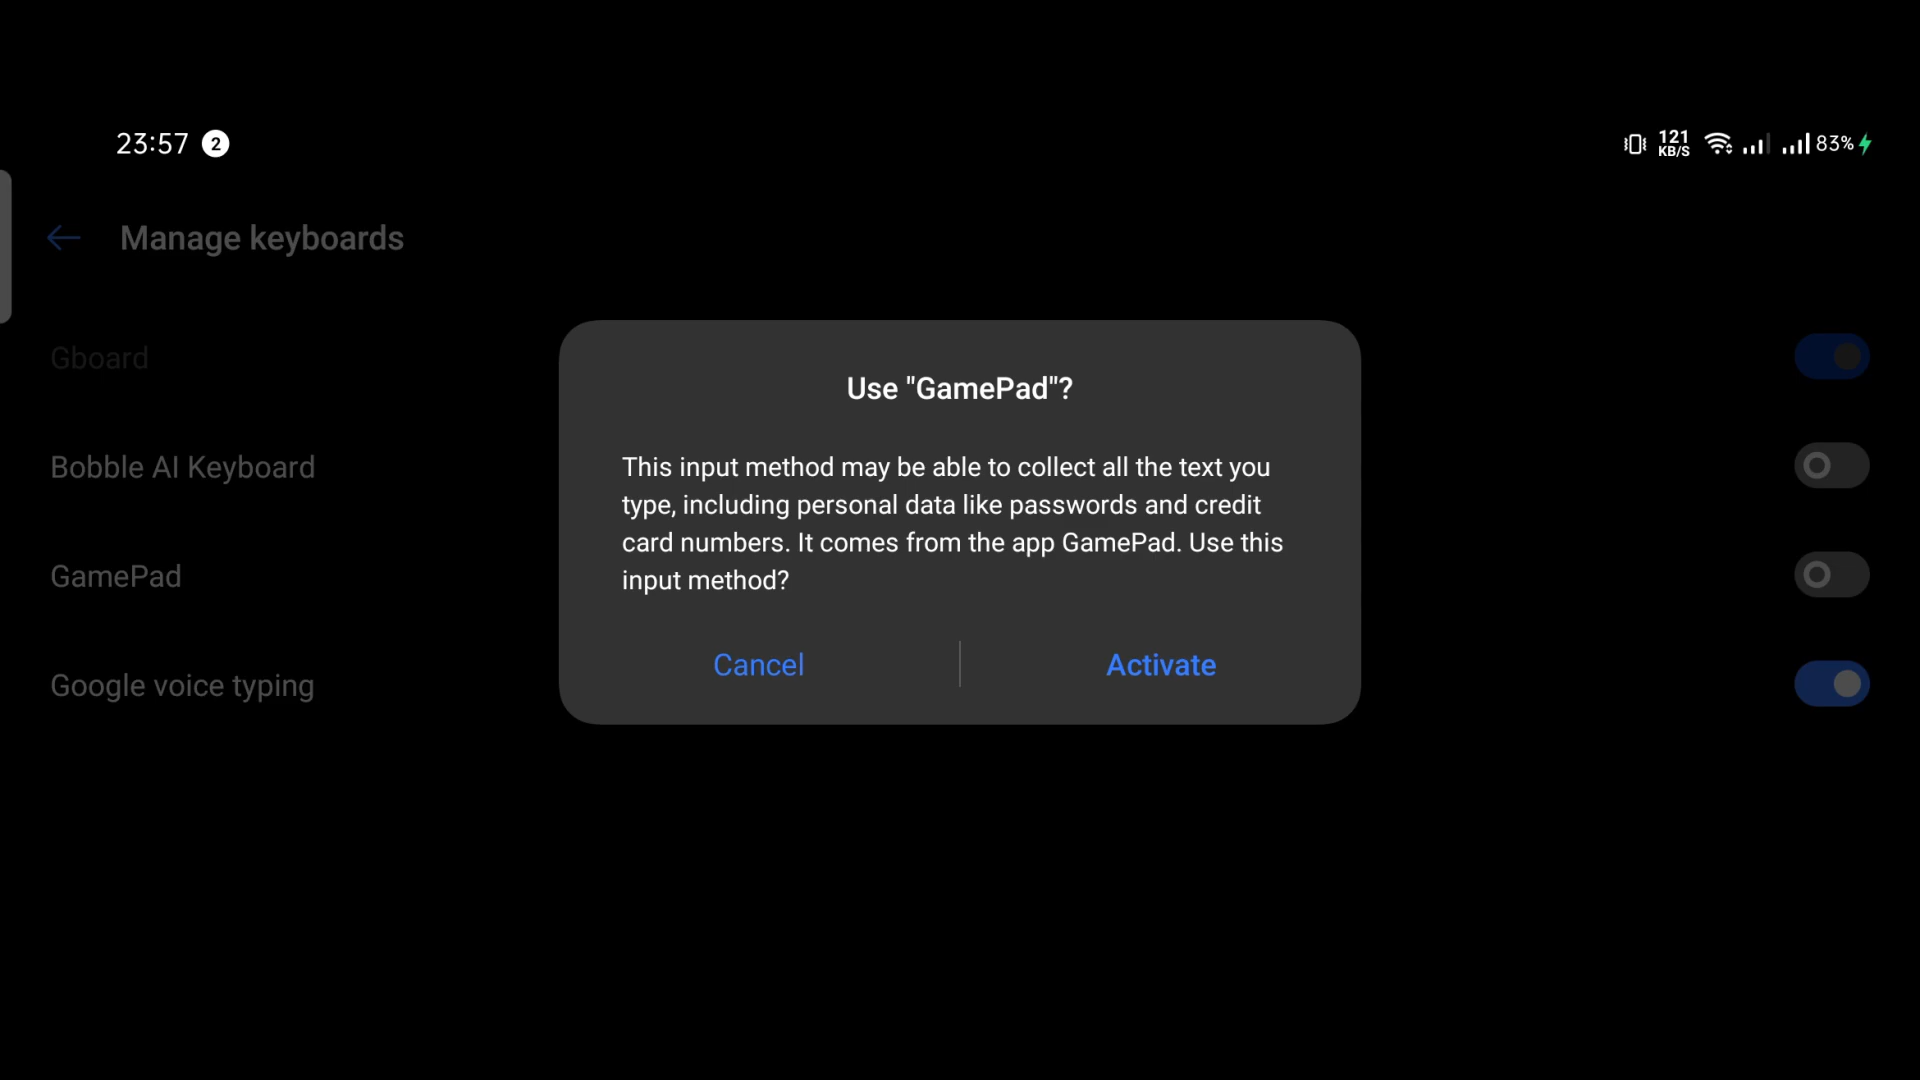 23:57 2
121 KB/S 83%
Manage keyboards
Gboard
Bobble AI Keyboard
GamePad
Google voice typing
Use "GamePad"?
This input method may be able to collect all the text you
type, including personal data like passwords and credit
card numbers. It comes from the app GamePad. Use this
input method?
Cancel
Activate